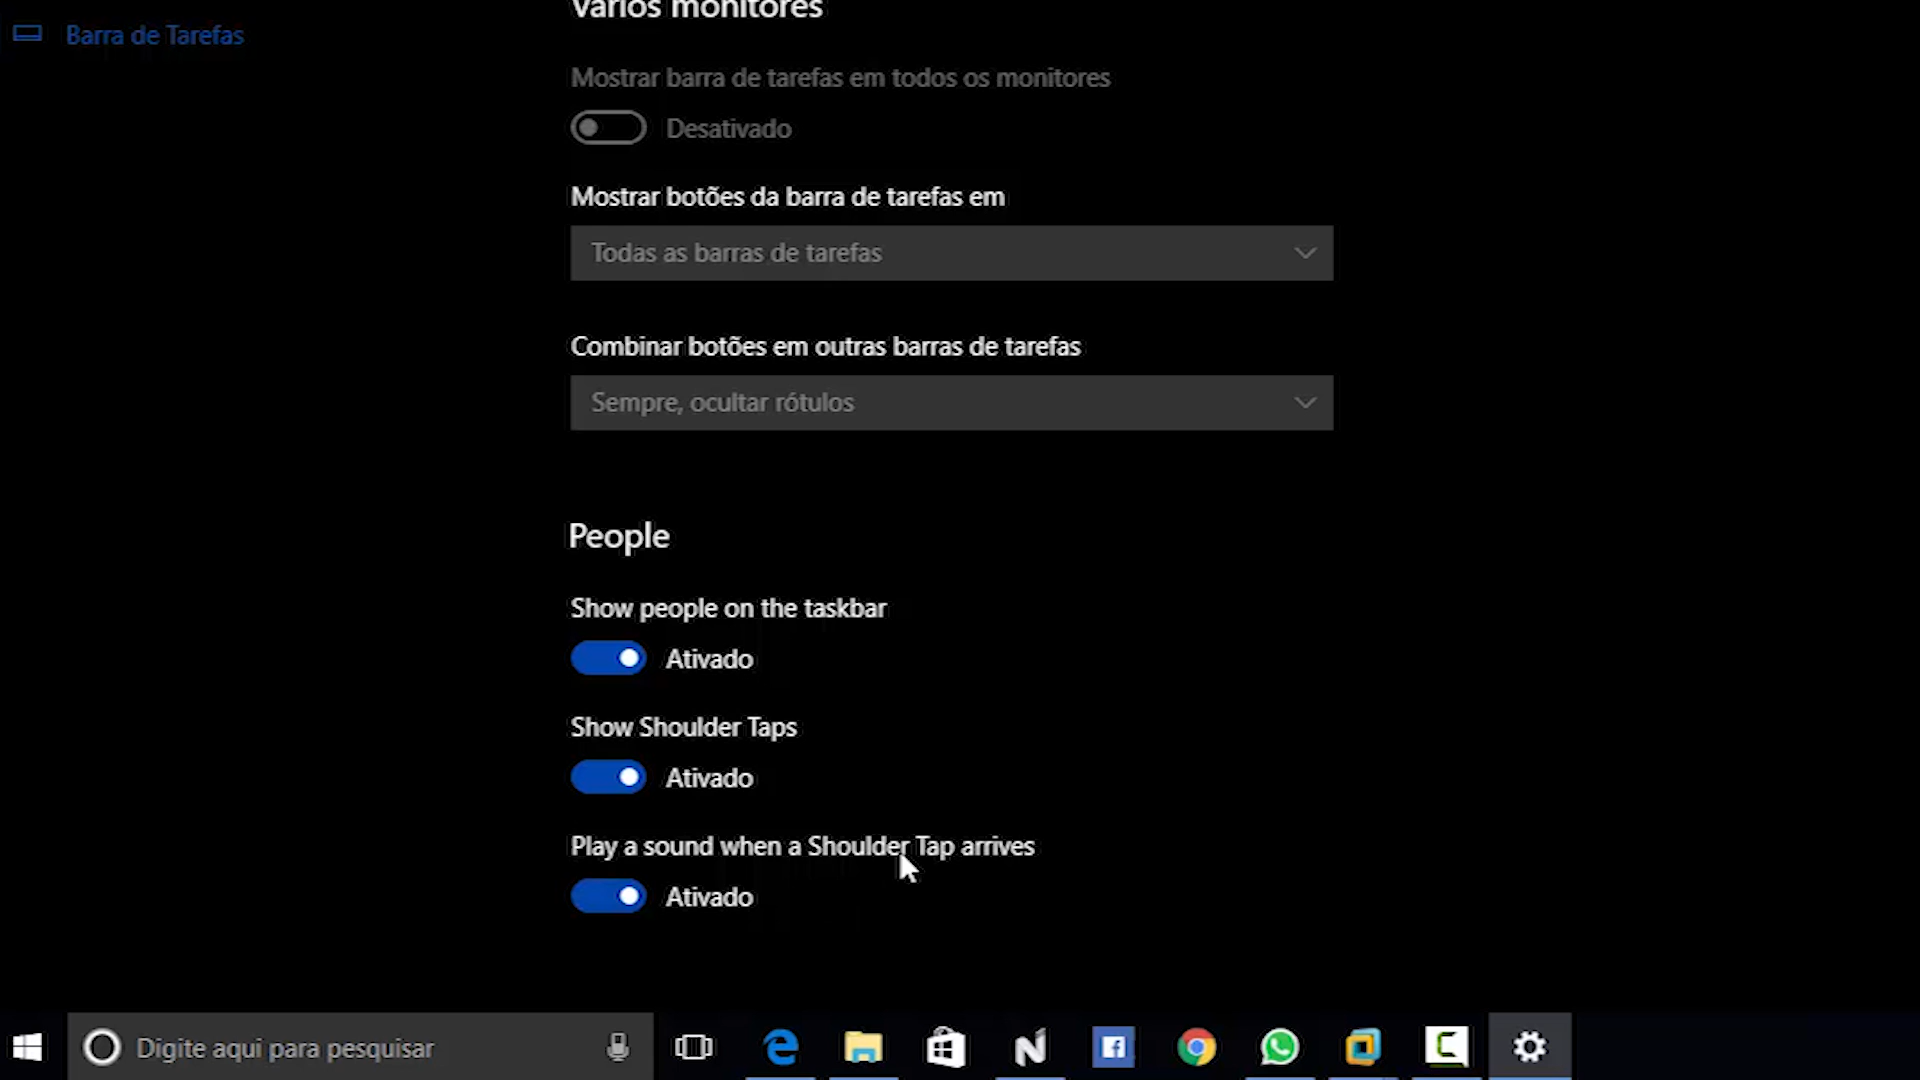 Vários monitores
Barra de Tarefas
Mostrar barra de tarefas em todos os monitores
Desativado
Mostrar botões da barra de tarefas em
Todas as barras de tarefas
Combinar botões em outras barras de tarefas
Sempre, ocultar rótulos
People
Show people on the taskbar
Ativado
Show Shoulder Taps
Ativado
Play a sound when a Shoulder Tap arrives
Ativado
Digite aqui para pesquisar